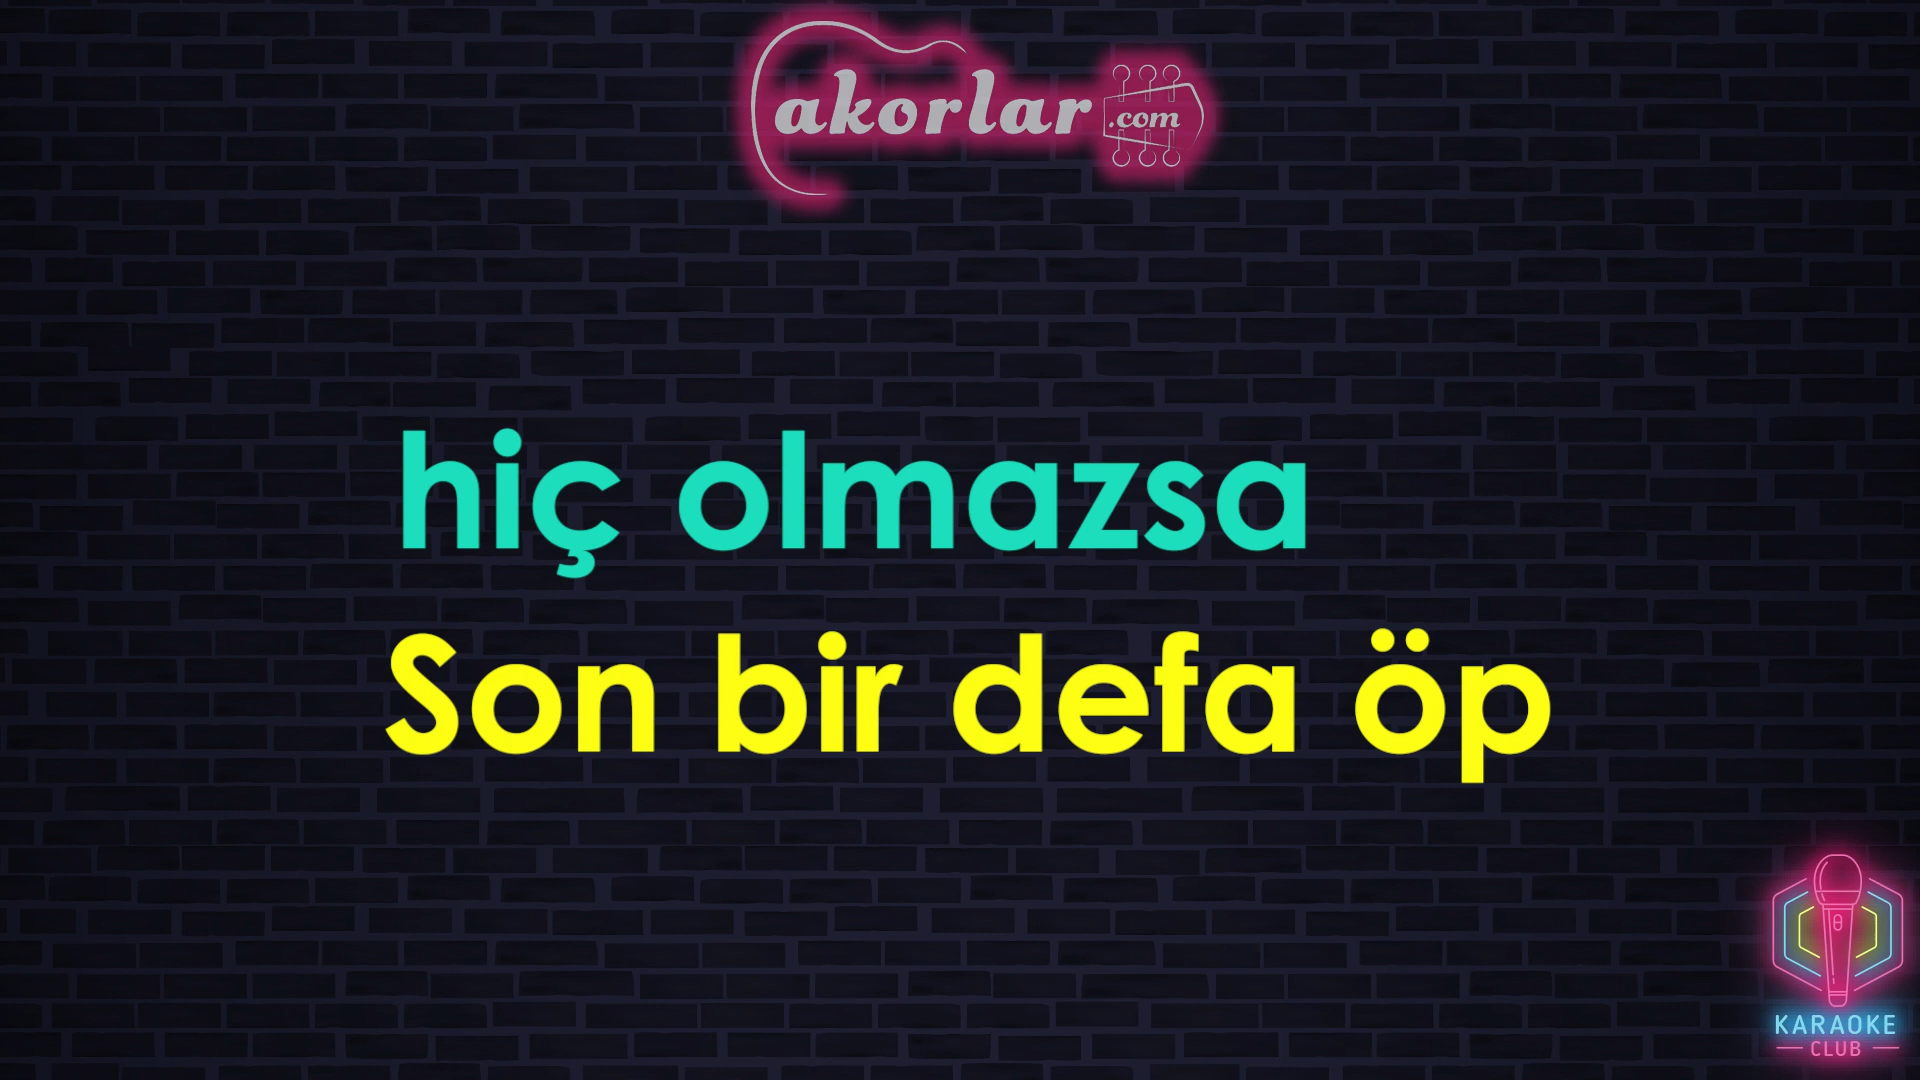 akorlar.com
hiç olmazsa
Son bir defa öp
KARAOKE
CLUB